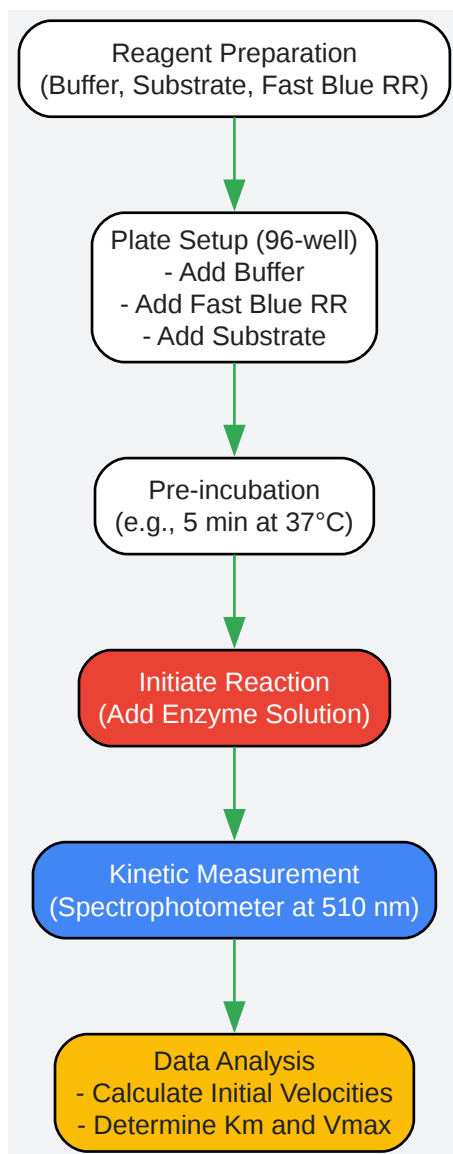 Reagent Preparation
(Buffer, Substrate, Fast Blue RR)
Plate Setup (96-well)
- Add Buffer
- Add Fast Blue RR
- Add Substrate
Pre-incubation
(e.g., 5 min at 37°C)
Initiate Reaction
(Add Enzyme Solution)
Kinetic Measurement
(Spectrophotometer at 510 nm)
Data Analysis
- Calculate Initial Velocities
- Determine Km and Vmax